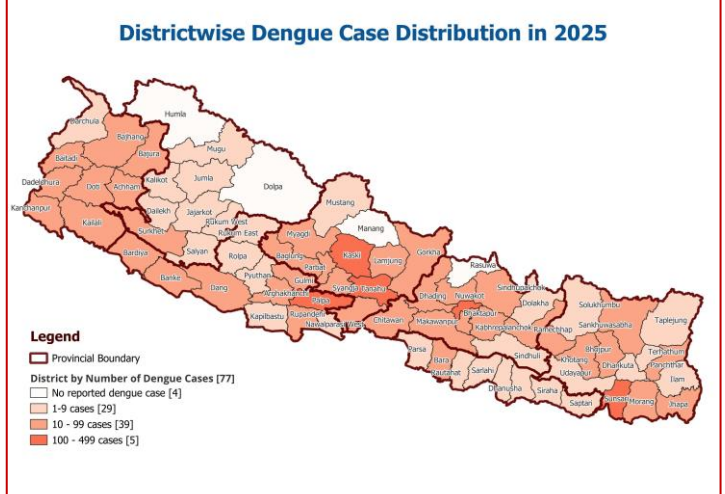 Districtwise Dengue Case Distribution in 2025
Humla
Darchula
Bajhang
Mugu
Baitadi
Bajura
Jumla
Dolpa
Dadeldhura
Doti
Achham
Kalikot
Mustang
Kanchanpur
Dailekh
Jajarkot
Rukum West
Manang
Kailali
Surkhet
Rukum East
Myagdi
Kaski
Gorkha
Salyan
Rolpa
Baglung
Lamjung
Rasuwa
Bardiya
Parbat
Pyuthan
Gulmi
Syangja
Tanahu
Sindhupalchok
Banke
Dang
Arghakhanchi
Palpa
Dhading
Nuwakot
Dolakha
Solukhumbu
Taplejung
Kapilbastu
Rupandehi
Nawalparasi West
Chitawan
Makawanpur
Bhaktapur
Kabhrepalanchok
Ramechhap
Sankhuwasabha
Parsa
Bara
Rautahat
Sarlahi
Sindhuli
Khotang
Bhojpur
Terhathum
Dhankuta
Panchthar
Udayapur
Ilam
Dhanusha
Siraha
Saptari
Sunsari
Morang
Jhapa
Legend
Provincial Boundary
District by Number of Dengue Cases [77]
No reported dengue case [4]
1-9 cases [29]
10 - 99 cases [39]
100 - 499 cases [5]